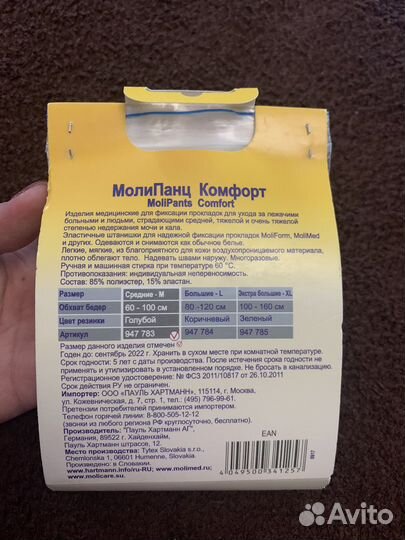 МолиПанц Комфорт
MoliPants Comfort
Изделия медицинские для фиксации прокладок для ухода за лежачими
больными и людьми, страдающими средней, тяжелой и очень тяжелой
степенью недержания мочи и кала.
Эластичные штанишки для надежной фиксации прокладок MoliForm, MoliMed
и других. Одеваются и снимаются как обычное белье.
Легкие, мягкие, из благоприятного для кожи воздухопроницаемого материала,
плотно облегают тело. Надевать швами наружу. Многоразовые.
Ручная и машинная стирка при температуре 60 °C.
Противопоказания: индивидуальная непереносимость.
Состав: 85% полиэстер, 15% эластан.
Размер Средние - M Большие - L Экстра большие - XL
Обхват бедер 60 - 100 см 80 -120 см 100 - 160 см
Цвет резинки Голубой Коричневый Зеленый
Артикул 947 783 947 784 947 785
Размер данного изделия отмечен
Годен до: сентябрь 2022 г. Хранить в сухом месте при комнатной температуре.
Срок годности: 5 лет с даты производства. После истечения срока годности не
применять и утилизировать в установленном порядке. Не бросать в канализацию.
Регистрационное удостоверение: № ФСЗ 2011/10817 от 26.10.2011
Срок действия РУ не ограничен.
Импортер: ООО «ПАУЛЬ ХАРТМАНН», 115114, г. Москва,
ул. Кожевническая, д. 7, стр. 1, тел.: (495) 796-99-61.
Претензии потребителей принимаются импортером.
Телефон горячей линии: 8-800-505-12-12
(звонки из любого региона РФ круглосуточно, бесплатно).
Производитель: "Пауль Хартманн АГ",
Германия, 89522 г. Хайденхайм,
Пауль Хартманн штрассе, 12.
Место производства: Tytex Slovakia s.r.o.,
Chemlonska 1, 06601 Humenne, Slovakia.
Произведено: в Словакии.
www.hartmann.info/ru-RU; www.molimed.ru;
www.molicare.su.
EAN
4 049500 341257
Avito